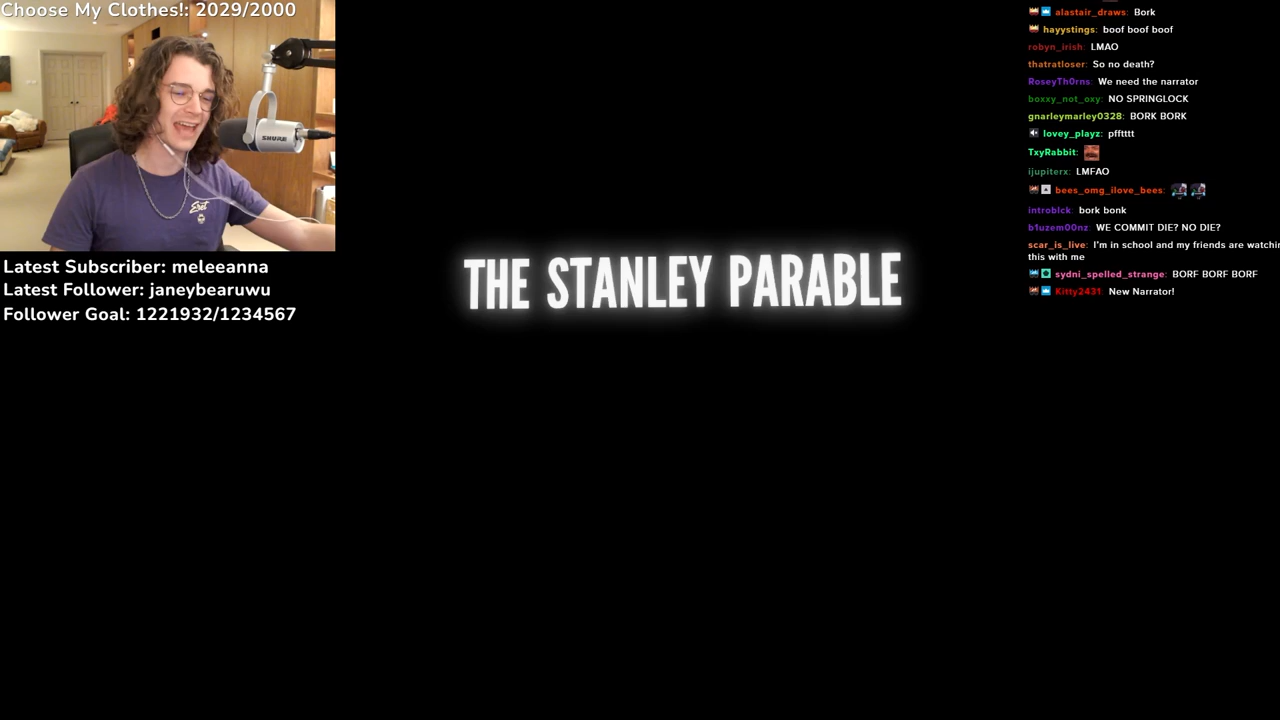 Choose My Clothes!: 2029/2000
SHURE
Eret
Latest Subscriber: meleeanna
Latest Follower: janeybearuwu
Follower Goal: 1221932/1234567
THE STANLEY PARABLE
alastair_draws: Bork
hayystings: boof boof boof
robyn_irish: LMAO
thatratloser: So no death?
RoseyTh0rns: We need the narrator
boxxy_not_oxy: NO SPRINGLOCK
gnarleymarley0328: BORK BORK
lovey_playz: pfftttt
TxyRabbit:
ijupiterx: LMFAO
bees_omg_ilove_bees:
introblck: bork bonk
b1uzem00nz: WE COMMIT DIE? NO DIE?
scar_is_live: I'm in school and my friends are watchin
this with me
sydni_spelled_strange: BORF BORF BORF
Kitty2431: New Narrator!